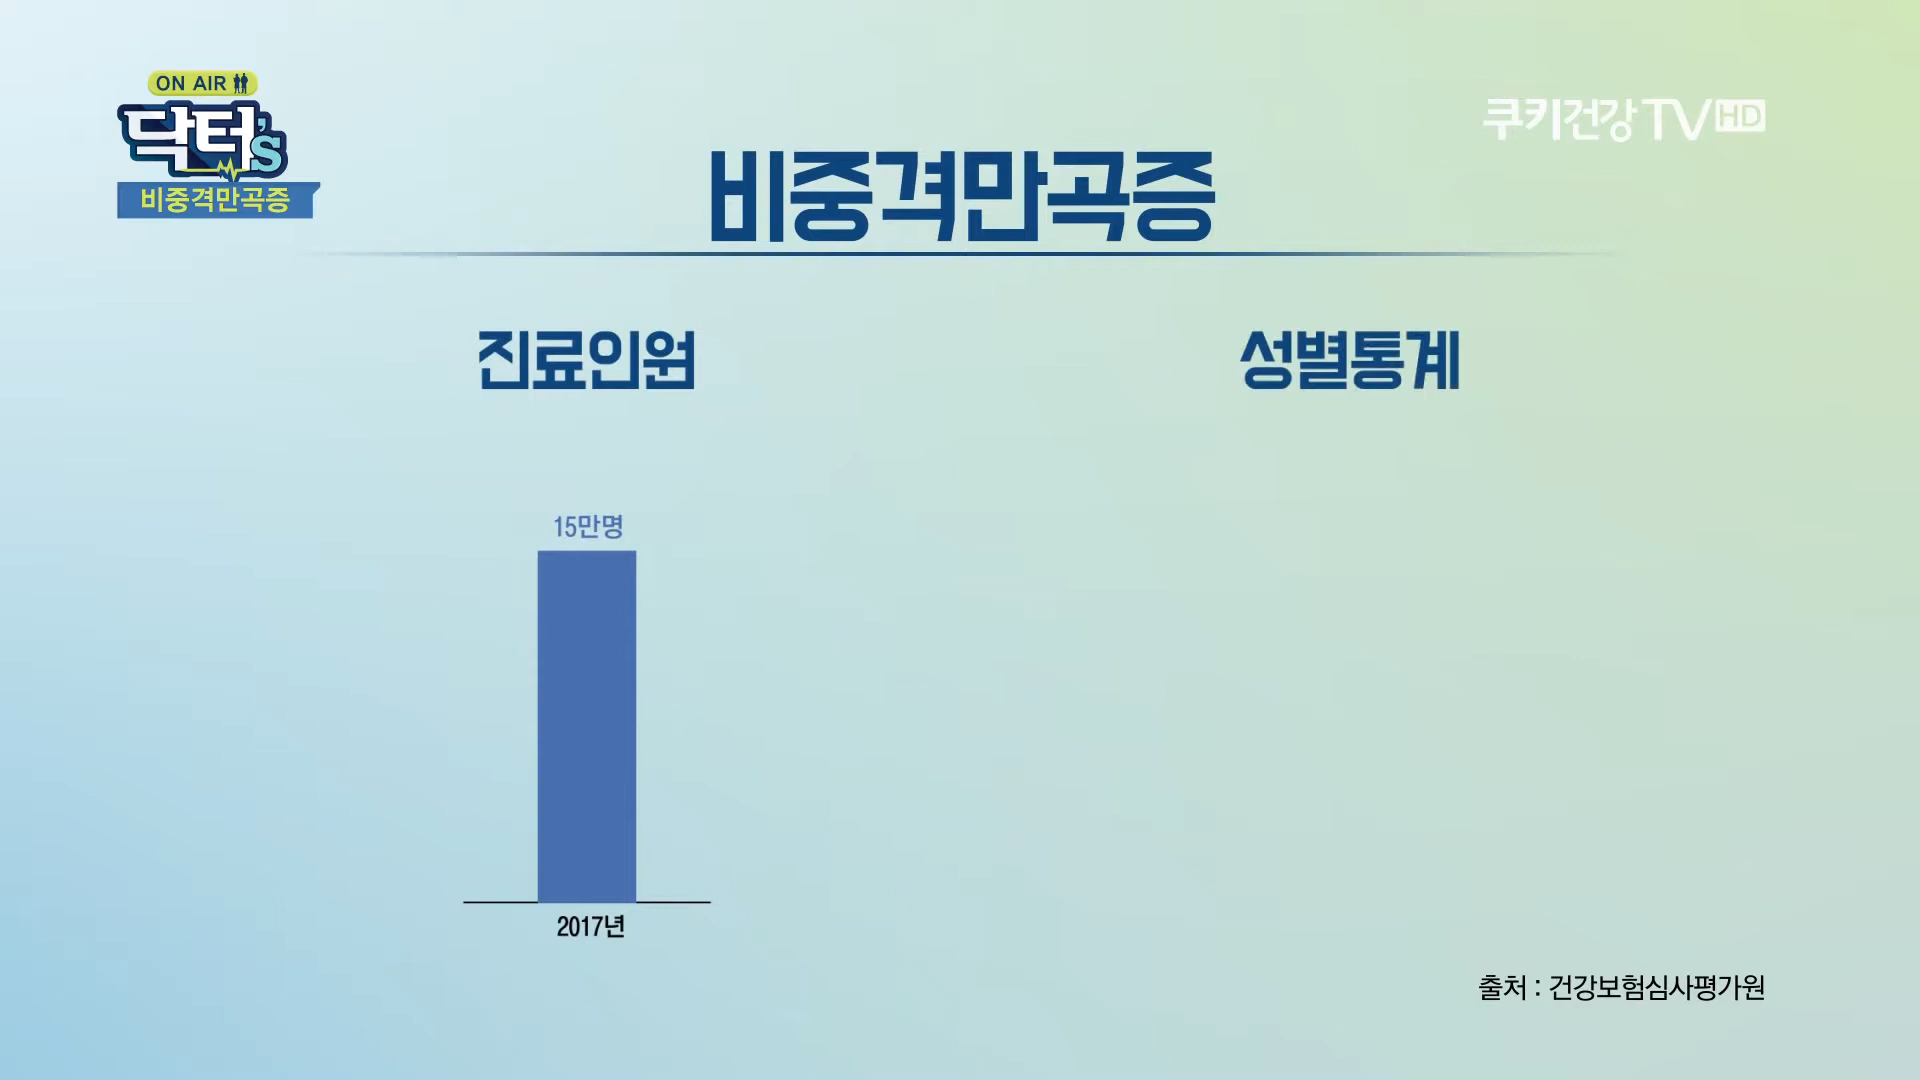 ON AIR
닥터's
비중격만곡증
쿠키건강TV HD
비중격만곡증
진료인원
성별통계
15만명
2017년
출처 : 건강보험심사평가원